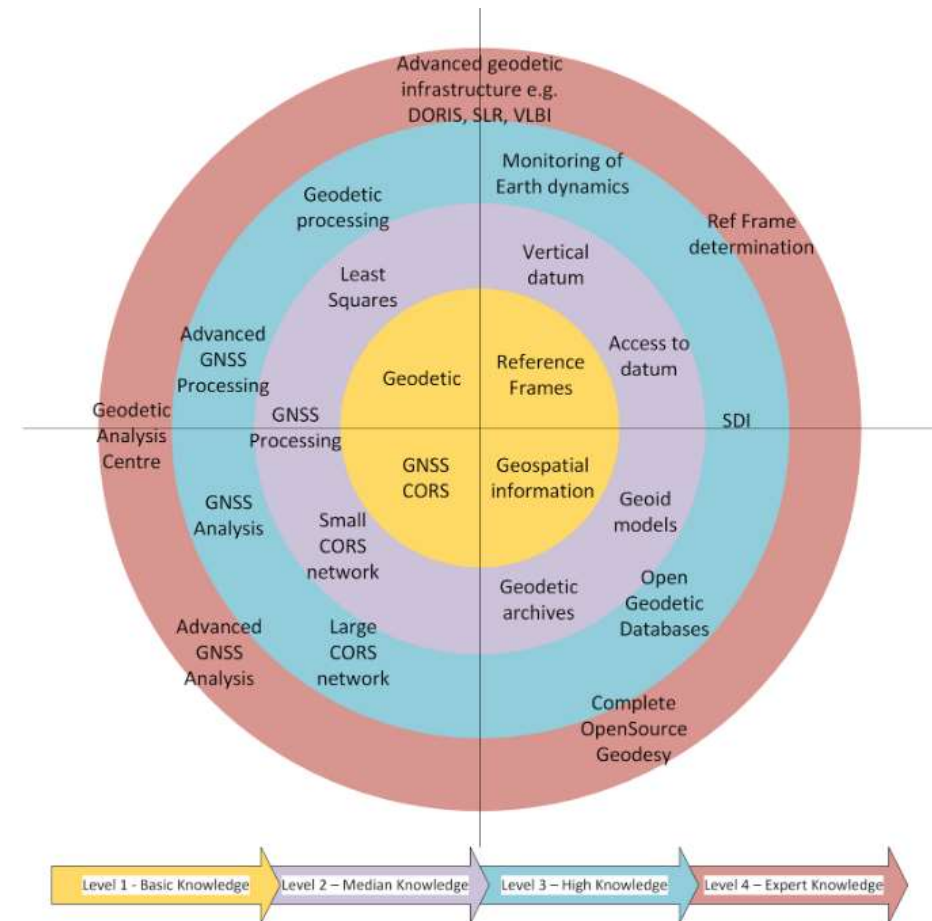 Advanced geodetic
infrastructure e.g.
DORIS, SLR, VLBI
Monitoring of
Earth dynamics
Geodetic
processing
Ref Frame
determination
Vertical
datum
Least
Squares
Advanced
GNSS
Processing
Access to
datum
Reference
Frames
Geodetic
Geodetic
Analysis
Centre
GNSS
Processing
SDI
GNSS
CORS
Geospatial
information
GNSS
Analysis
Small
CORS
network
Geoid
models
Geodetic
archives
Open
Geodetic
Databases
Advanced
GNSS
Analysis
Large
CORS
network
Complete
OpenSource
Geodesy
Level 1 - Basic Knowledge
Level 2 – Median Knowledge
Level 3 – High Knowledge
Level 4 – Expert Knowledge